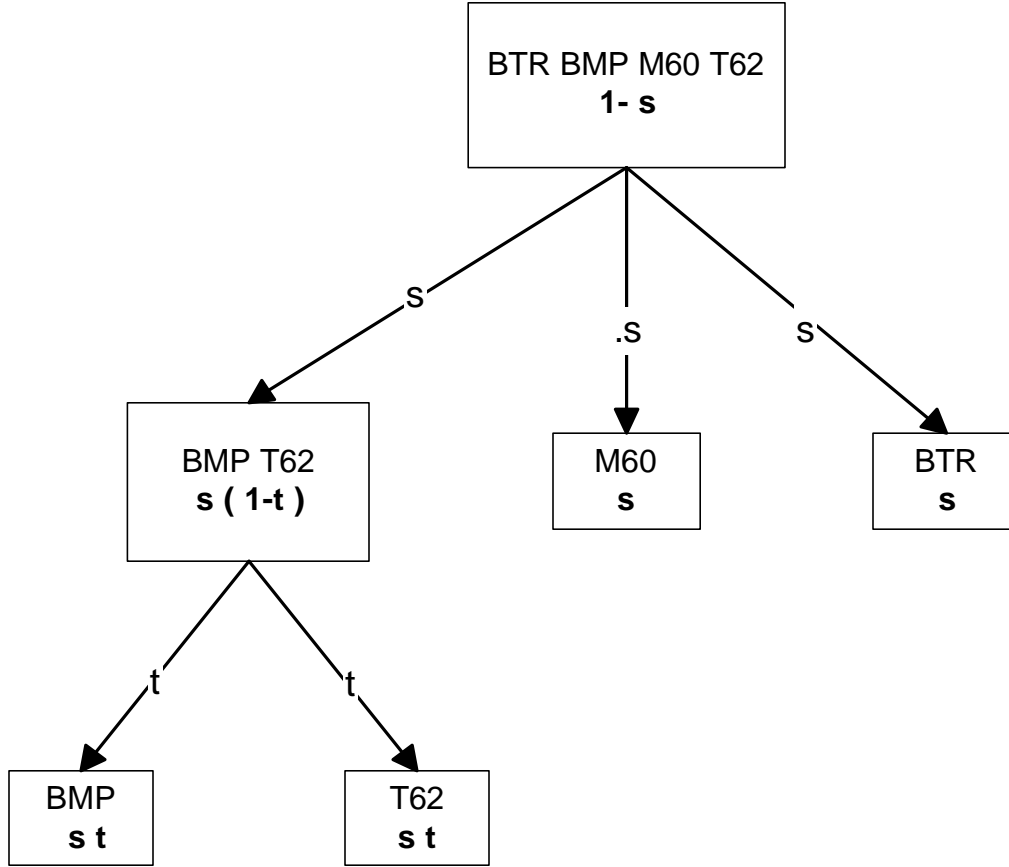 BTR BMP M60 T62
1- s
s
.s
s
BMP T62
s ( 1-t )
M60
s
BTR
s
t
t
BMP
s t
T62
s t